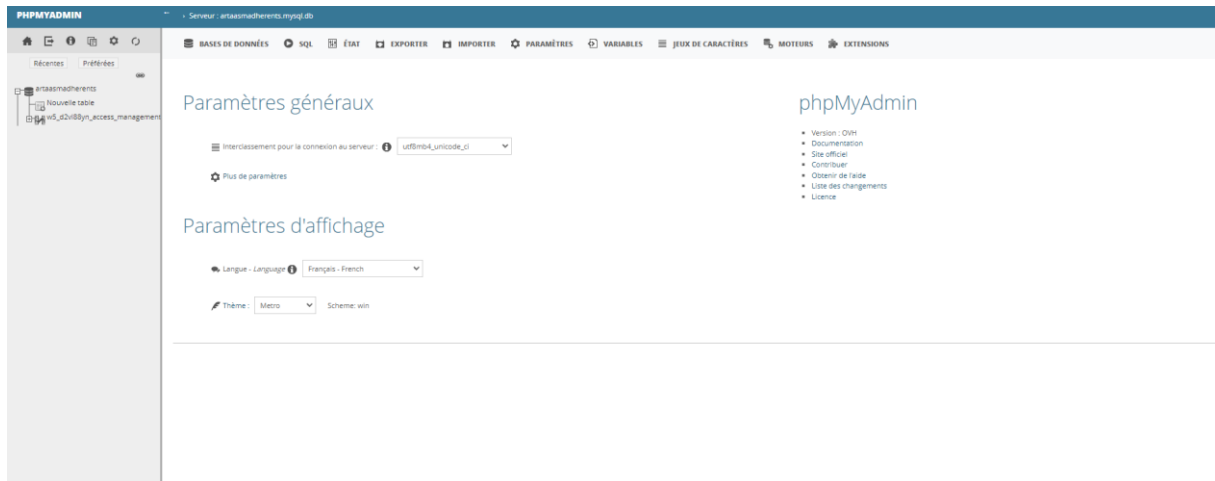 PHPMYADMIN
Serveur : artaasmadherents.mysql.db
BASES DE DONNÉES SQL ÉTAT EXPORTER IMPORTER PARAMÈTRES VARIABLES JEUX DE CARACTÈRES MOTEURS EXTENSIONS
Récentes Préférées
artaasmadherents
Nouvelle table
w5_d2vi88yn_access_management
Paramètres généraux
Interclassement pour la connexion au serveur : utf8mb4_unicode_ci
Plus de paramètres
Paramètres d'affichage
Langue - Language Français - French
Thème : Metro Scheme: win
phpMyAdmin
Version : OVH
Documentation
Site officiel
Contribuer
Obtenir de l'aide
Liste des changements
Licence